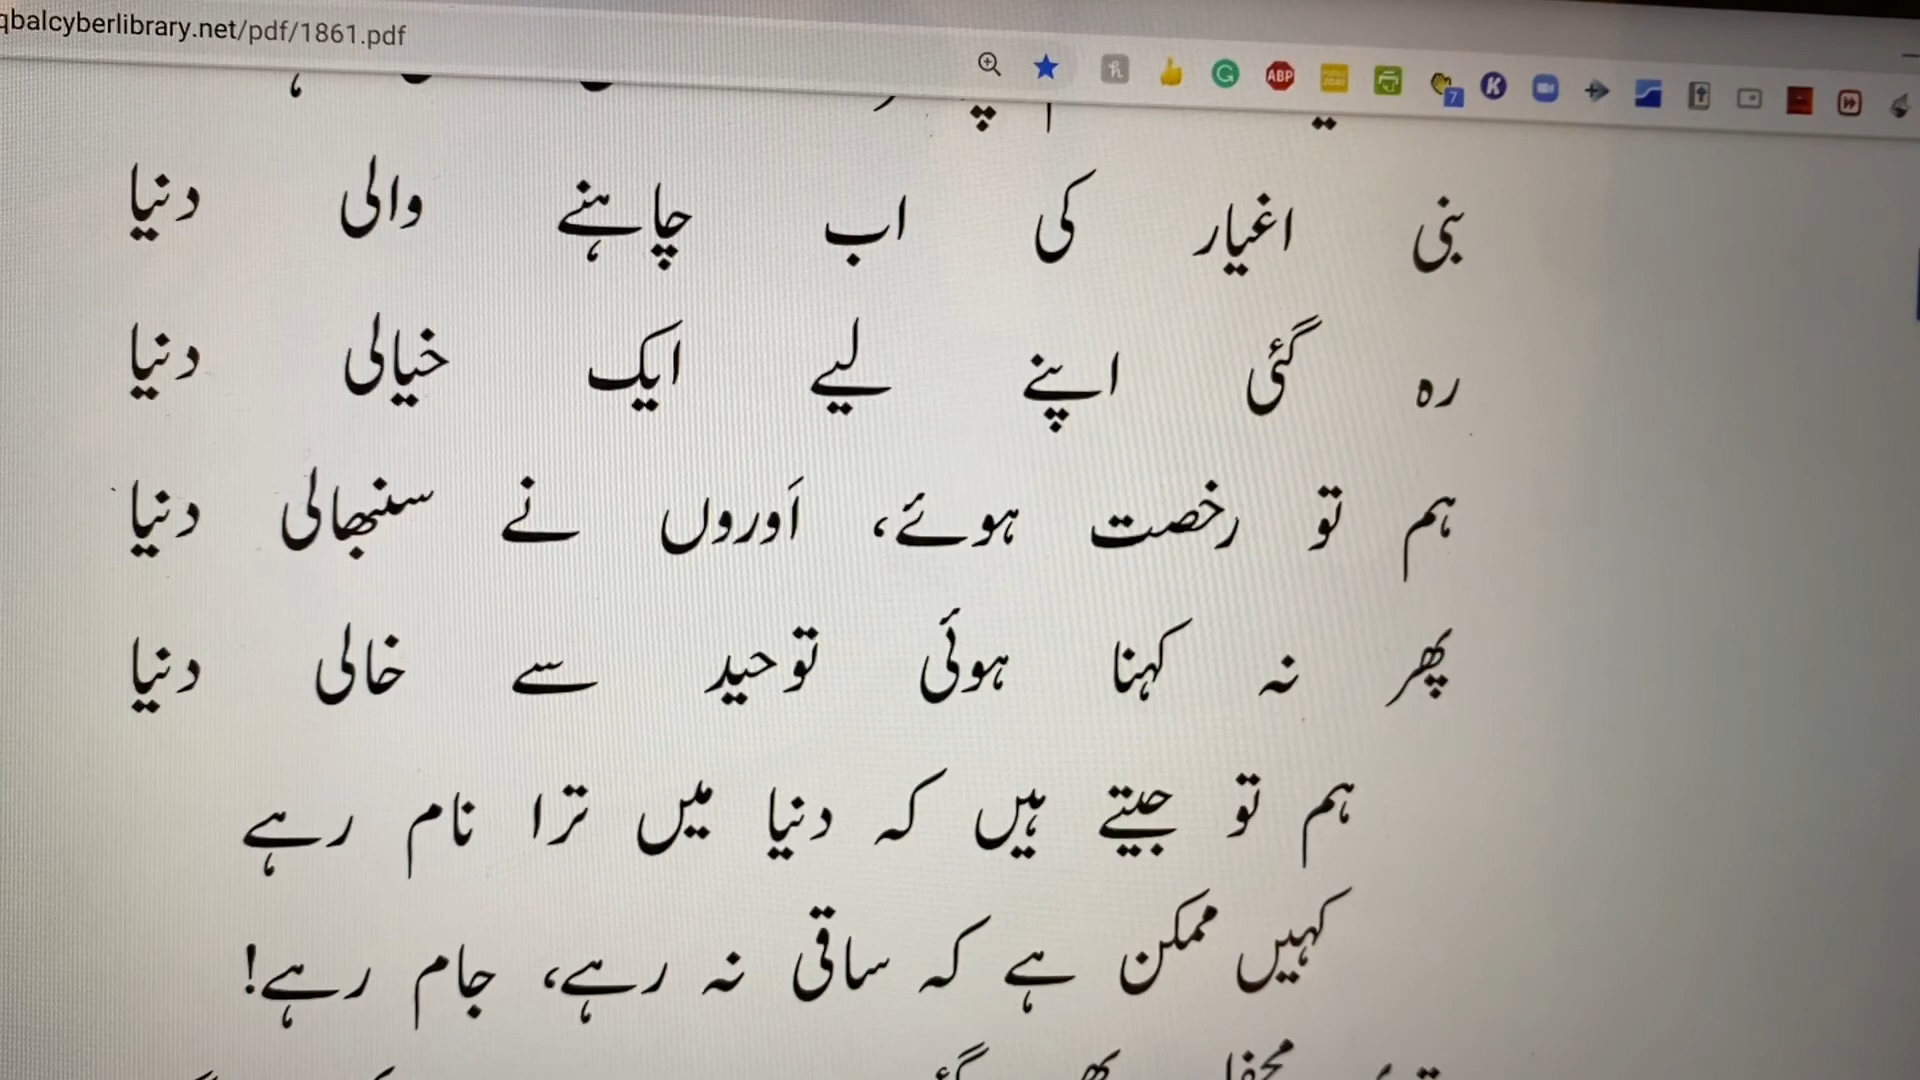 qbalcyberlibrary.net/pdf/1861.pdf
ABP
7
بنی اغیار کی اب چاہنے والی دنیا
رہ گئی اپنے لیے ایک خیالی دنیا
ہم تو رخصت ہوئے، اَوروں نے سنبھالی دنیا
پھر نہ کہنا ہوئی توحید سے خالی دنیا
ہم تو جیتے ہیں کہ دنیا میں ترا نام رہے
کہیں ممکن ہے کہ ساقی نہ رہے، جام رہے!